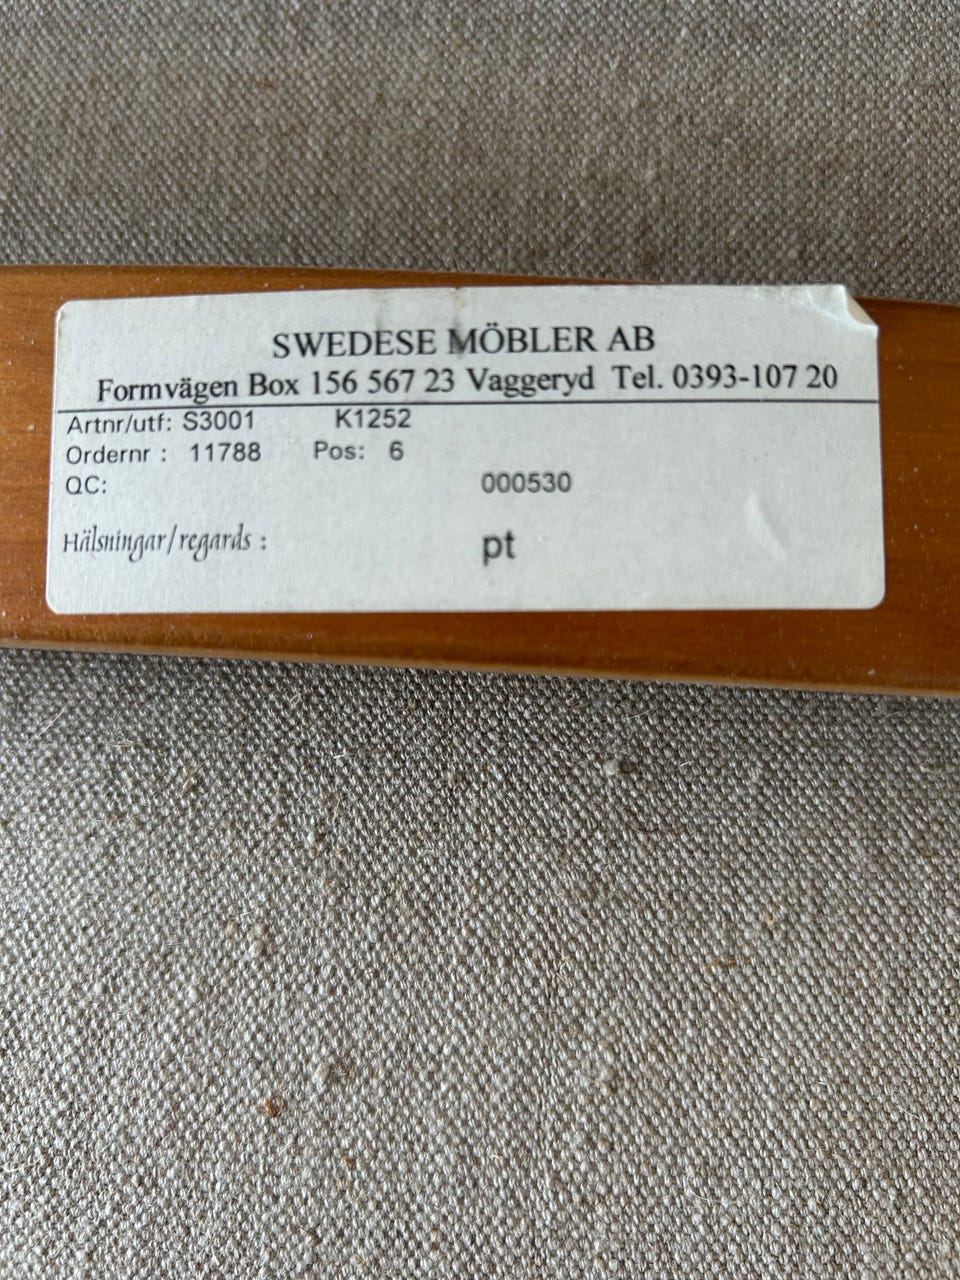 SWEDESE MÖBLER AB
Formvägen Box 156 567 23 Vaggeryd Tel. 0393-107 20
Artnr/utf: S3001 K1252
Ordernr : 11788 Pos: 6
QC: 000530
Hälsningar/regards : pt